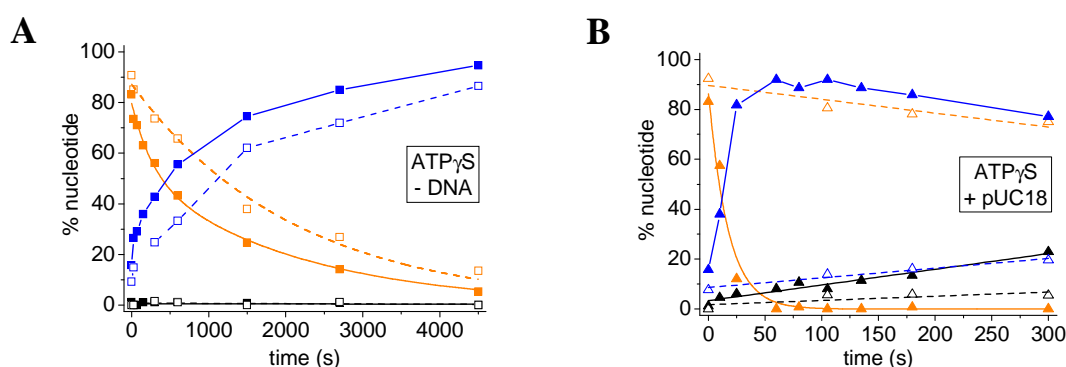 A
% nucleotide
100
80
60
40
20
0
ATPγS
- DNA
0 1000 2000 3000 4000
time (s)
B
% nucleotide
100
80
60
40
20
0
ATPγS
+ pUC18
0 50 100 150 200 250 300
time (s)